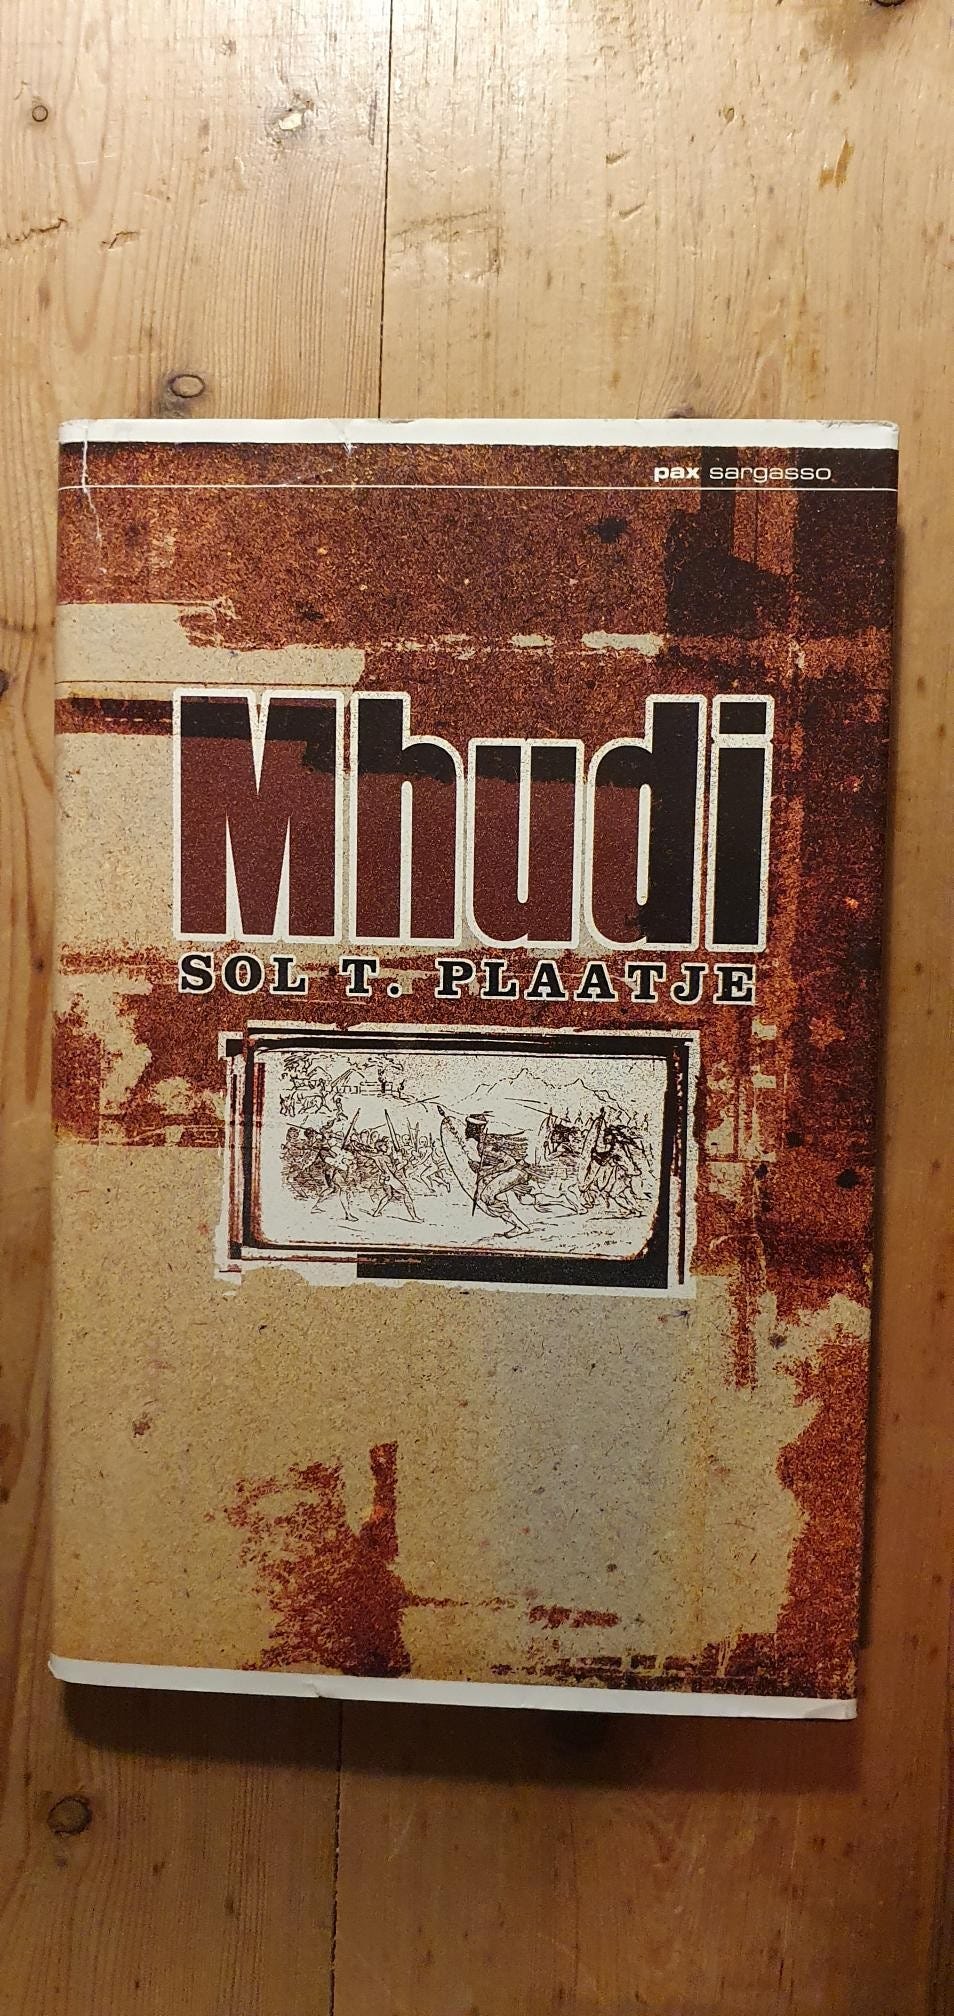 pax sargasso
Mhudi
SOL T. PLAATJE